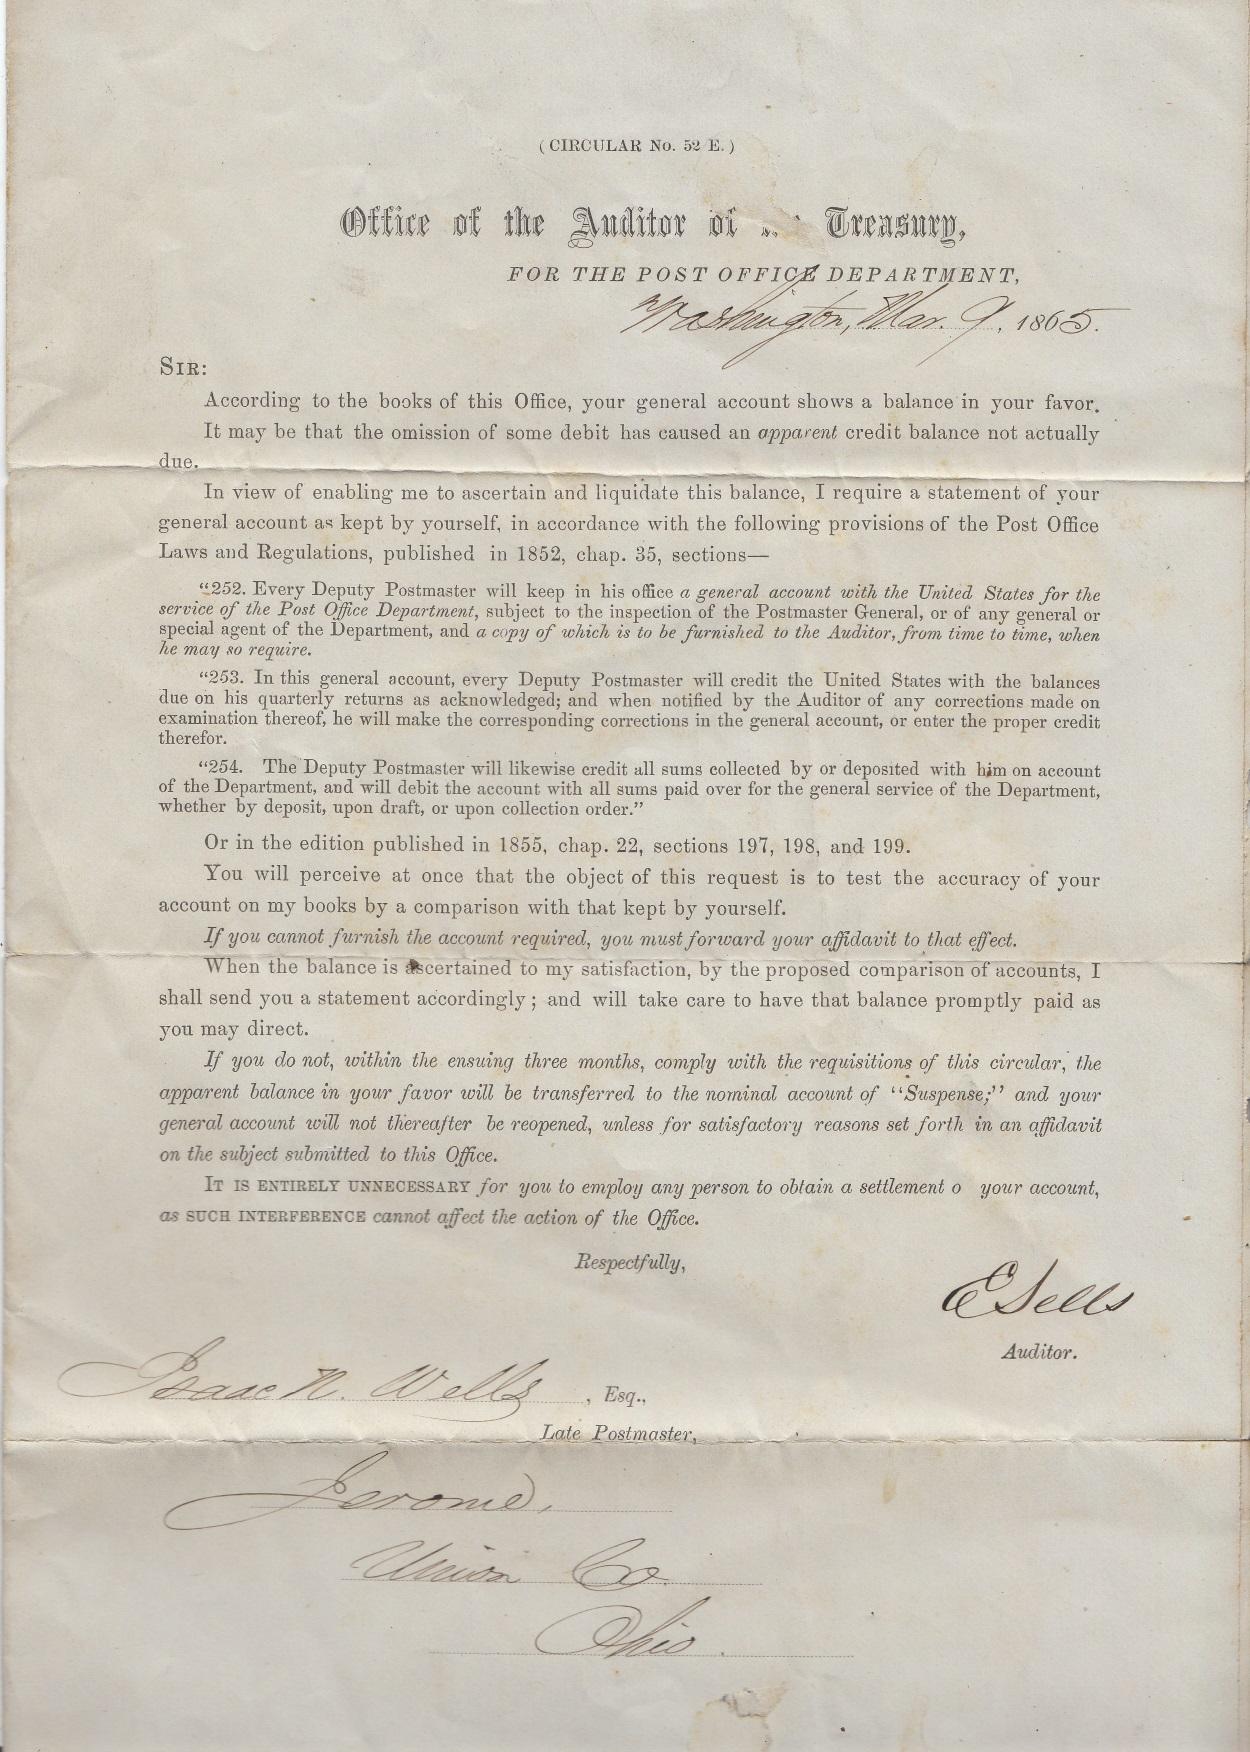 (CIRCULAR No. 52 E.)
Office of the Auditor of Treasury,
FOR THE POST OFFICE DEPARTMENT,
Washington, Mar. 9, 1865.
SIR:
According to the books of this Office, your general account shows a balance in your favor.
It may be that the omission of some debit has caused an apparent credit balance not actually
due.
In view of enabling me to ascertain and liquidate this balance, I require a statement of your
general account as kept by yourself, in accordance with the following provisions of the Post Office
Laws and Regulations, published in 1852, chap. 35, sections—
“252. Every Deputy Postmaster will keep in his office a general account with the United States for the
service of the Post Office Department, subject to the inspection of the Postmaster General, or of any general or
special agent of the Department, and a copy of which is to be furnished to the Auditor, from time to time, when
he may so require.
“253. In this general account, every Deputy Postmaster will credit the United States with the balances
due on his quarterly returns as acknowledged; and when notified by the Auditor of any corrections made on
examination thereof, he will make the corresponding corrections in the general account, or enter the proper credit
therefor.
“254. The Deputy Postmaster will likewise credit all sums collected by or deposited with him on account
of the Department, and will debit the account with all sums paid over for the general service of the Department,
whether by deposit, upon draft, or upon collection order.”
Or in the edition published in 1855, chap. 22, sections 197, 198, and 199.
You will perceive at once that the object of this request is to test the accuracy of your
account on my books by a comparison with that kept by yourself.
If you cannot furnish the account required, you must forward your affidavit to that effect.
When the balance is ascertained to my satisfaction, by the proposed comparison of accounts, I
shall send you a statement accordingly; and will take care to have that balance promptly paid as
you may direct.
If you do not, within the ensuing three months, comply with the requisitions of this circular, the
apparent balance in your favor will be transferred to the nominal account of “Suspense;” and your
general account will not thereafter be reopened, unless for satisfactory reasons set forth in an affidavit
on the subject submitted to this Office.
IT IS ENTIRELY UNNECESSARY for you to employ any person to obtain a settlement o your account,
as SUCH INTERFERENCE cannot affect the action of the Office.
Respectfully,
E Sells
Auditor.
Isaac N. Wells, Esq.,
Late Postmaster,
Jerome,
Union Co.
Ohio.